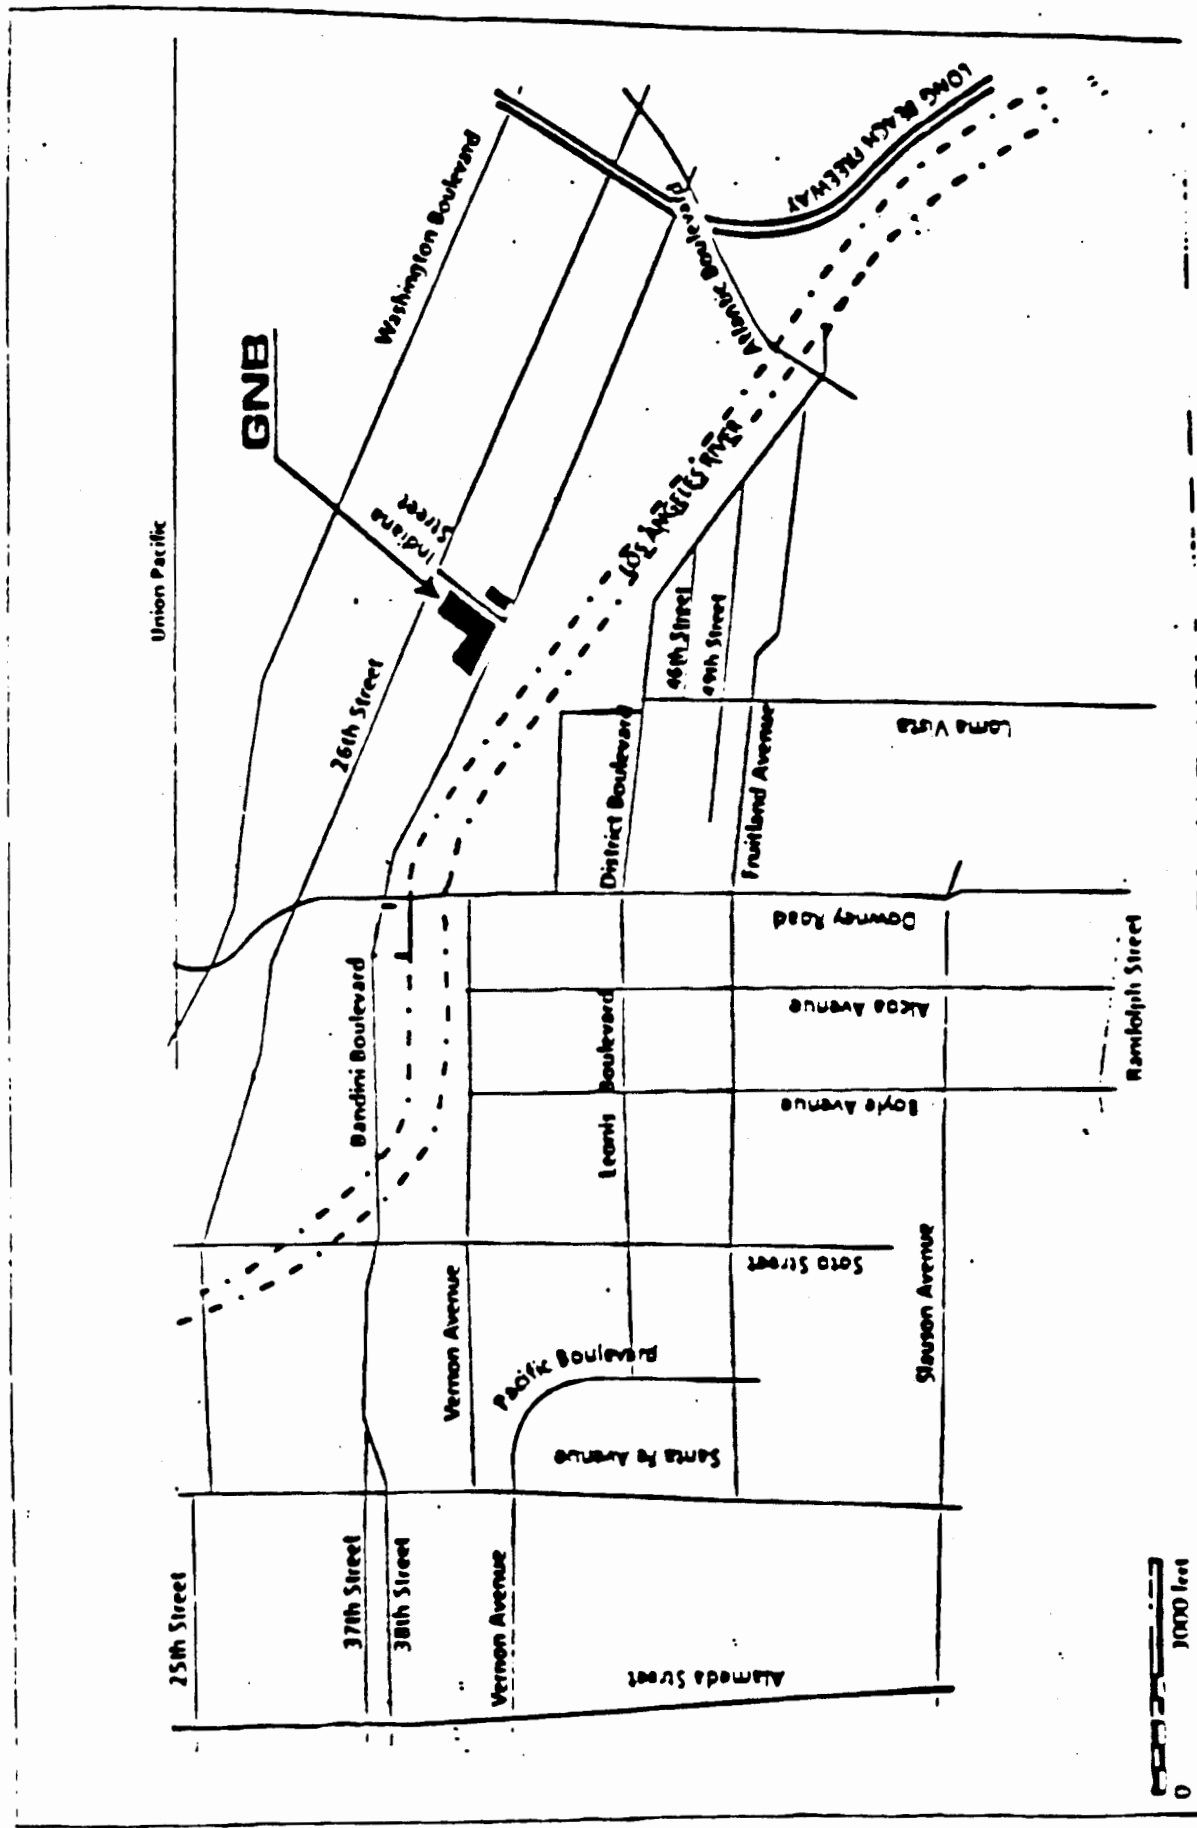 Union Pacific
GNB
Washington Boulevard
LONG BEACH FREEWAY
Atlantic Boulevard
Indiana
Street
26th Street
LOS ANGELES RIVER
46th Street
49th Street
Loma Vista
District Boulevard
Fruitland Avenue
Bandini Boulevard
Downey Road
Leonis Boulevard
Alcoa Avenue
Randolph Street
Boyle Avenue
Soto Street
Vernon Avenue
Pacific Boulevard
Slauson Avenue
Santa Fe Avenue
25th Street
37th Street
38th Street
Vernon Avenue
Alameda Street
0
feet